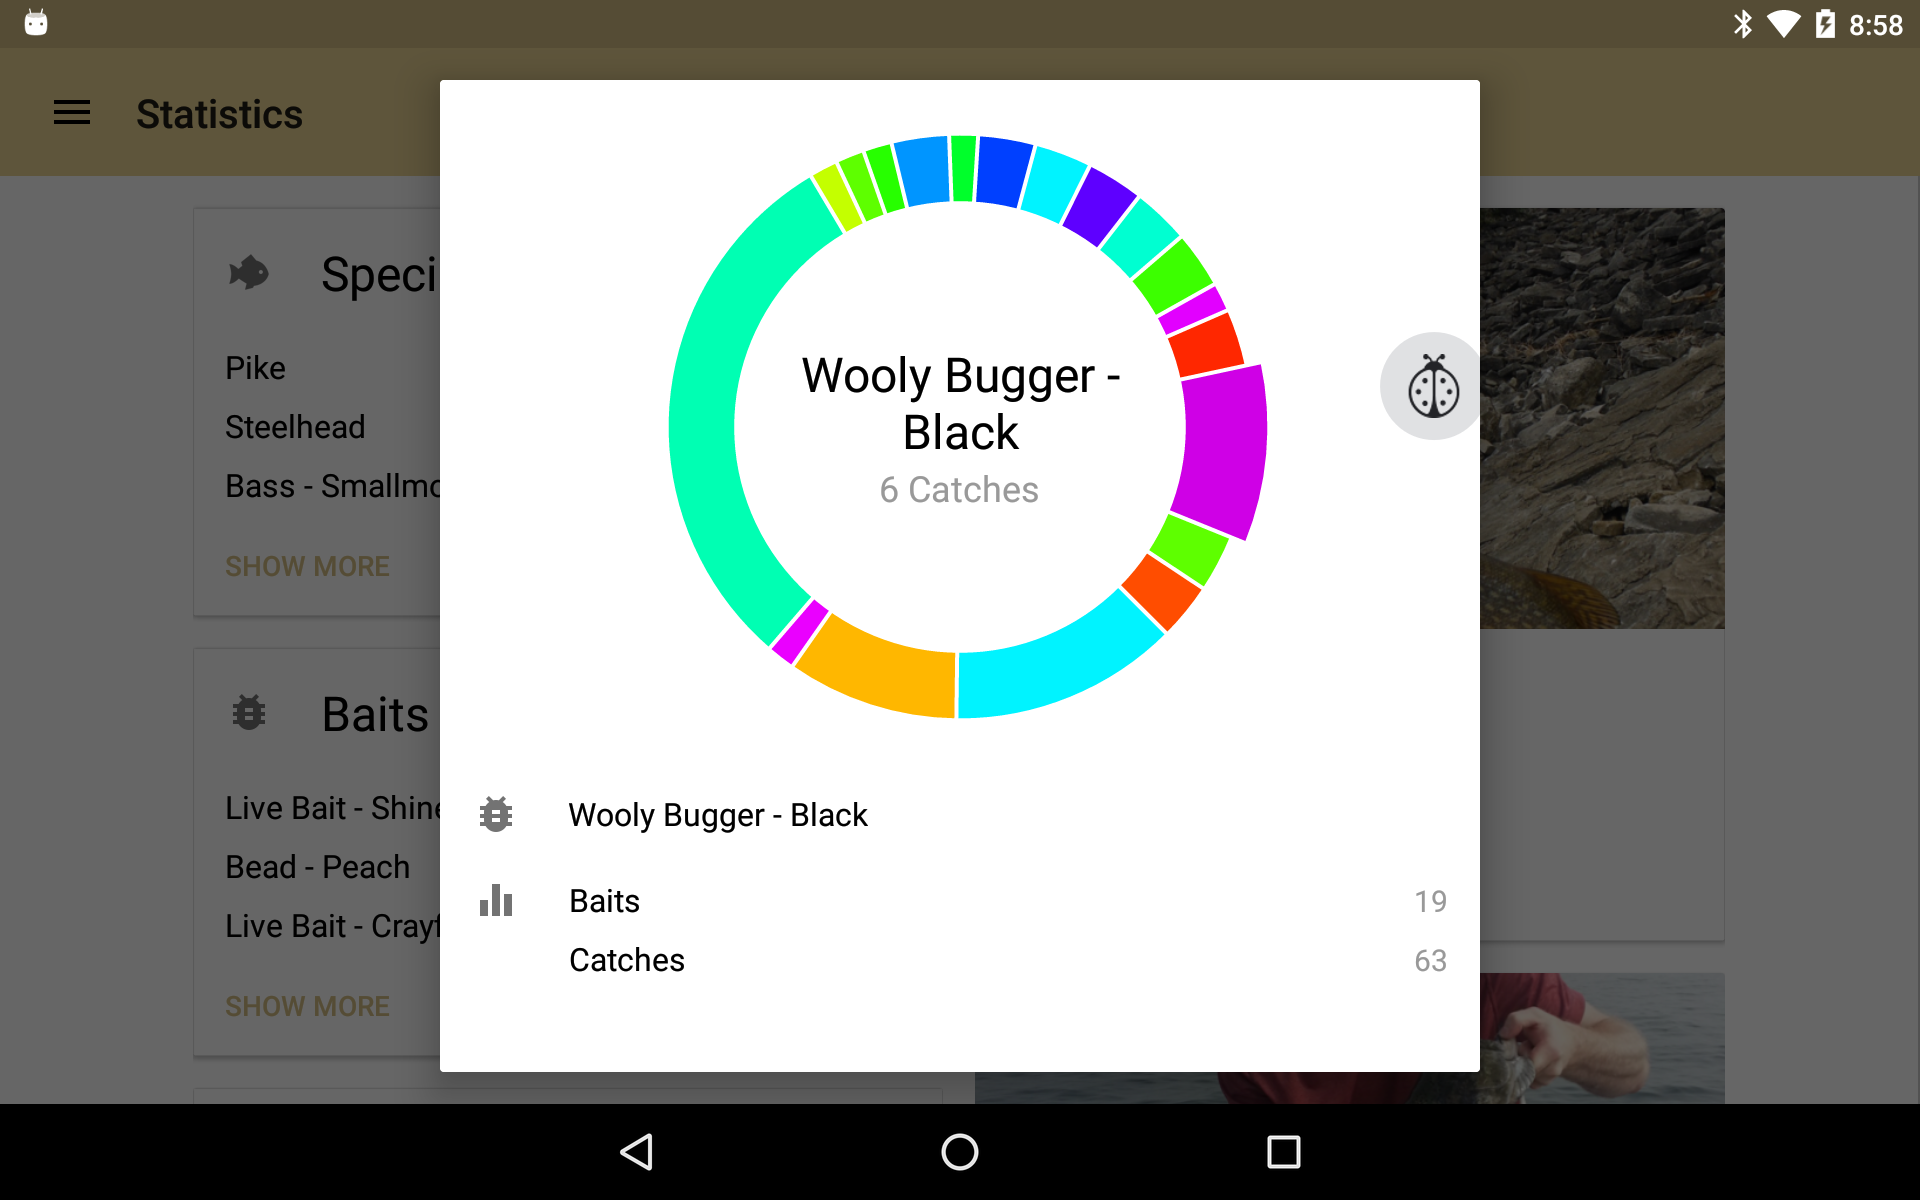 8:58
Statistics
Speci
Pike
Steelhead
Bass - Smallmo
SHOW MORE
Baits
Live Bait - Shine
Bead - Peach
Live Bait - Crayf
SHOW MORE
Wooly Bugger -
Black
6 Catches
Wooly Bugger - Black
Baits 19
Catches 63